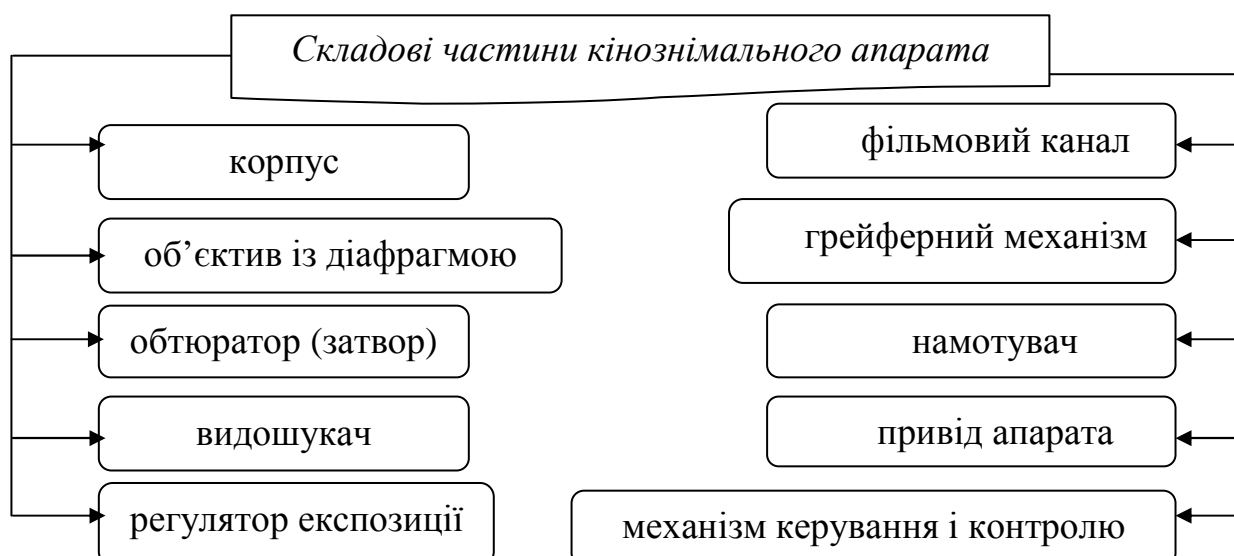 Складові частини кінознімального апарата
корпус
об’єктив із діафрагмою
обтюратор (затвор)
видошукач
регулятор експозиції
фільмовий канал
грейферний механізм
намотувач
привід апарата
механізм керування і контролю